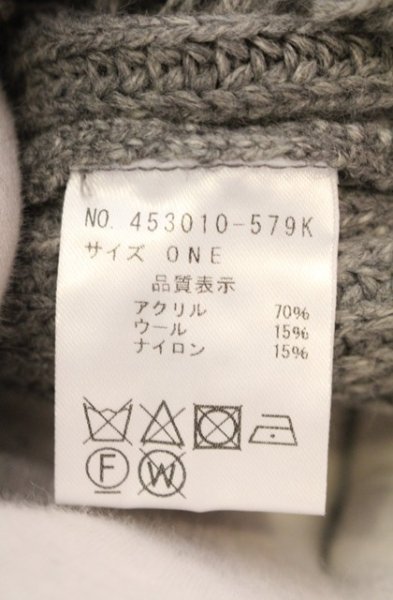 NO. 453010-579K
サイズ ONE
品質表示
アクリル 70%
ウール 15%
ナイロン 15%
F W